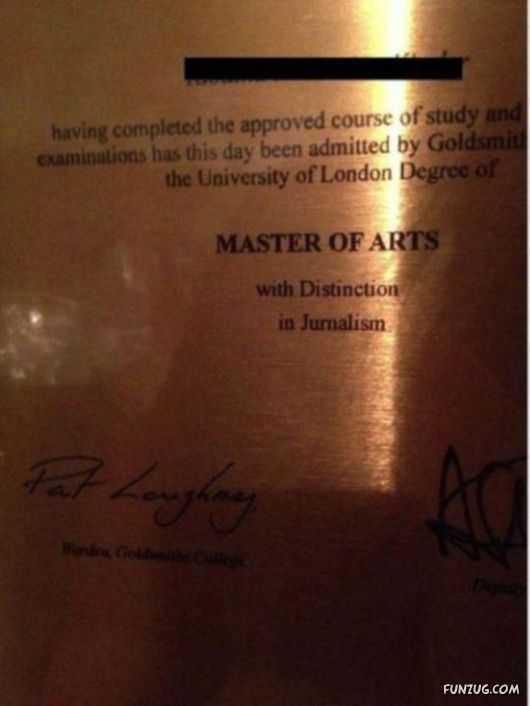 having completed the approved course of study and
examinations has this day been admitted by Goldsmith
the University of London Degree of
MASTER OF ARTS
with Distinction
in Jurnalism
Pat Loughrey
Warden, Goldsmiths College
Deputy
FUNZUG.COM